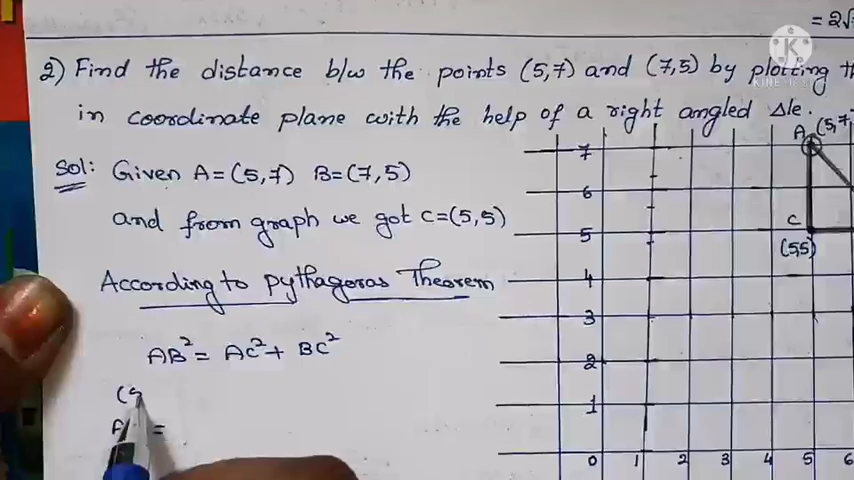 = 2√
2) Find the distance b/w the points (5,7) and (7,5) by plotting
in coordinate plane with the help of a right angled Δle.
Sol: Given A=(5,7) B=(7,5)
and from graph we got C=(5,5)
According to pythagoras Theorem
AB² = AC² + BC²
(5
A =
A (5,7
7
6
C
5
(5,5)
4
3
2
1
0 1 2 3 4 5 6
K
KINEMASTER